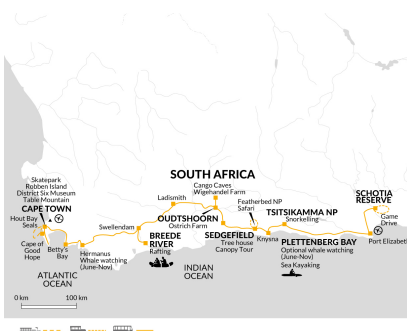 SOUTH AFRICA
Skatepark
Robben Island
District Six Museum
Table Mountain
CAPE TOWN
Hout Bay
Seals
Cape of
Good
Hope
Betty's
Bay
Hermanus
Whale watching
(June-Nov)
Swellendam
BREEDE
RIVER
Rafting
Ladismith
Cango Caves
Wigehandel Farm
OUDTSHOORN
Ostrich Farm
Featherbed NP
Safari
SEDGEFIELD
Tree house
Canopy Tour
Knysna
TSITSIKAMMA NP
Snorkelling
PLETTENBERG BAY
Optional whale watching
(June-Nov)
Sea Kayaking
SCHOTIA
RESERVE
Game
Drive
Port Elizabeth
ATLANTIC
OCEAN
INDIAN
OCEAN
0 km
100 km